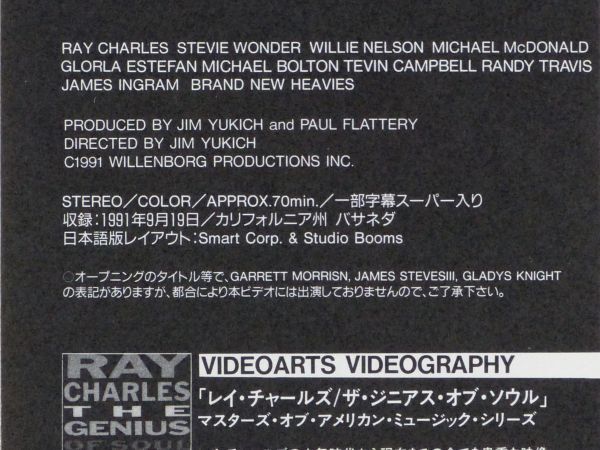 RAY CHARLES STEVIE WONDER WILLIE NELSON MICHAEL McDONALD
GLORLA ESTEFAN MICHAEL BOLTON TEVIN CAMPBELL RANDY TRAVIS
JAMES INGRAM BRAND NEW HEAVIES
PRODUCED BY JIM YUKICH and PAUL FLATTERY
DIRECTED BY JIM YUKICH
C1991 WILLENBORG PRODUCTIONS INC.
STEREO／COLOR／APPROX.70min.／一部字幕スーパー入り
収録：1991年9月19日／カリフォルニア州 バサネダ
日本語版レイアウト：Smart Corp. & Studio Booms
○オープニングのタイトル等で、GARRETT MORRISN, JAMES STEVESIII, GLADYS KNIGHT
の表記がありますが、都合により本ビデオには出演しておりませんので、ご了承下さい。
RAY
CHARLES
THE
GENIUS
OF SOUL
VIDEOARTS VIDEOGRAPHY
「レイ・チャールズ/ザ・ジニアス・オブ・ソウル」
マスターズ・オブ・アメリカン・ミュージック・シリーズ